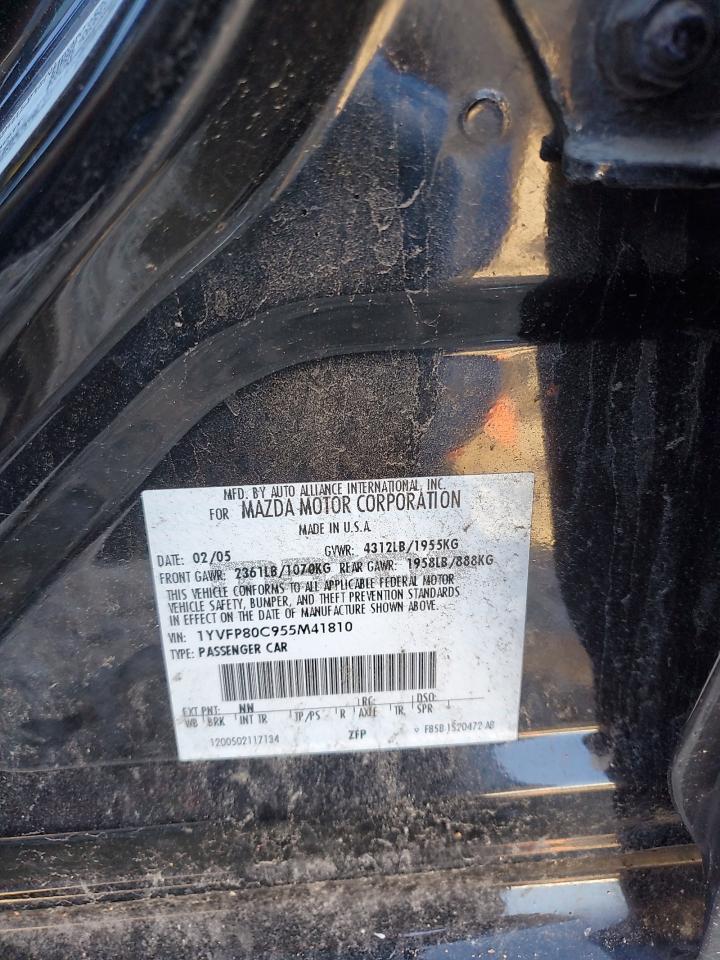 MFD. BY AUTO ALLIANCE INTERNATIONAL, INC.
FOR MAZDA MOTOR CORPORATION
MADE IN U.S.A.
DATE: 02/05 GVWR: 4312LB/1955KG
FRONT GAWR: 2361LB/1070KG REAR GAWR: 1958LB/888KG
THIS VEHICLE CONFORMS TO ALL APPLICABLE FEDERAL MOTOR
VEHICLE SAFETY, BUMPER, AND THEFT PREVENTION STANDARDS
IN EFFECT ON THE DATE OF MANUFACTURE SHOWN ABOVE.
VIN: 1YVFP80C955M41810
TYPE: PASSENGER CAR
EXT PNT: NN RC: DSO:
WB BRK INT TR TP/PS R AXLE TR SPR
1200502117134 ZFP F85B 1520472 AB